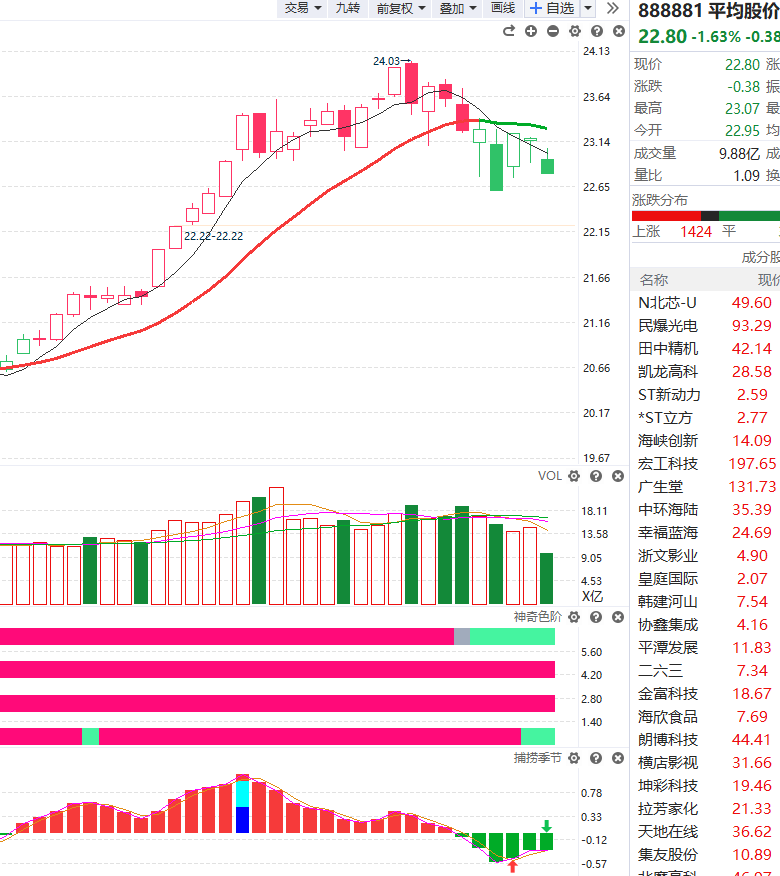 交易 九转 前复权 叠加 画线 自选
888881 平均股价
22.80 -1.63% -0.38
现价 22.80 涨
涨跌 -0.38 振
最高 23.07 最
今开 22.95 均
成交量 9.88亿 成
量比 1.09 换
涨跌分布
上涨 1424 平
成分股
名称 现价
N北芯-U 49.60
民爆光电 93.29
田中精机 42.14
凯龙高科 28.58
ST新动力 2.59
*ST立方 2.77
海峡创新 14.09
宏工科技 197.65
广生堂 131.73
中环海陆 35.39
幸福蓝海 24.69
浙文影业 4.90
皇庭国际 2.07
韩建河山 7.54
协鑫集成 4.16
平潭发展 11.83
二六三 7.34
金富科技 18.67
海欣食品 7.69
朗博科技 44.41
横店影视 31.66
坤彩科技 19.46
拉芳家化 21.33
天地在线 36.62
集友股份 10.89
24.13
24.03
23.64
23.14
22.65
22.22-22.22
22.15
21.66
21.16
20.66
20.17
19.67
VOL
18.11
13.58
9.05
4.53
X亿
神奇色阶
5.60
4.20
2.80
1.40
捕捞季节
0.78
0.33
-0.12
-0.57